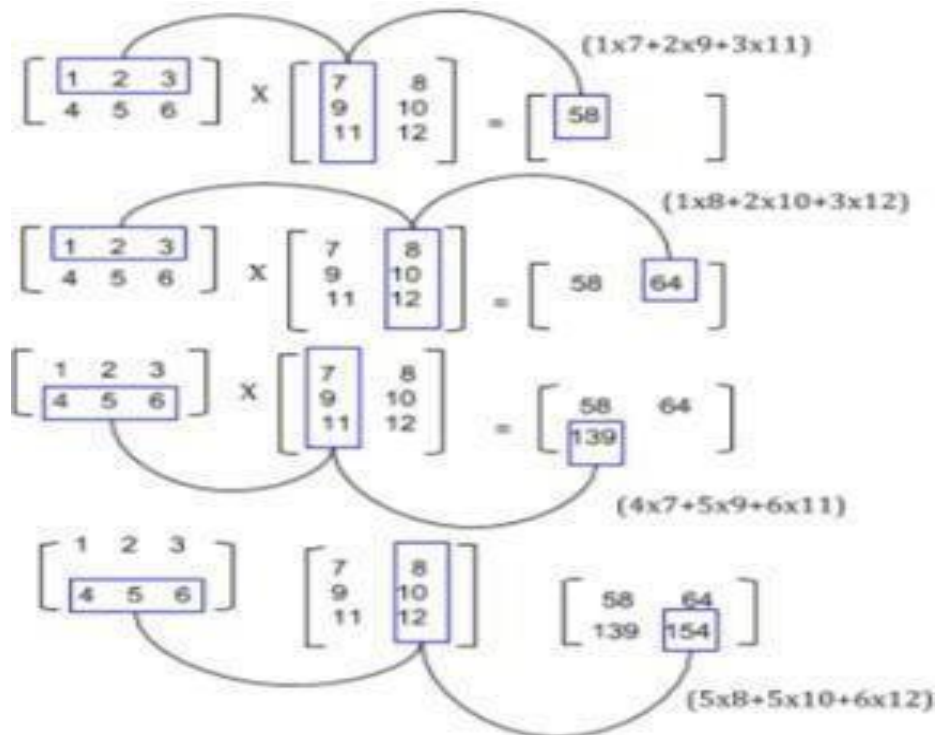 (1x7+2x9+3x11)
1 2 3 7 8
4 5 6 X 9 10 = 58
11 12
(1x8+2x10+3x12)
1 2 3 7 8
4 5 6 X 9 10 = 58 64
11 12
1 2 3 7 8
4 5 6 X 9 10 = 58 64
11 12 139
(4x7+5x9+6x11)
1 2 3 7 8
4 5 6 9 10 58 64
11 12 139 154
(5x8+5x10+6x12)